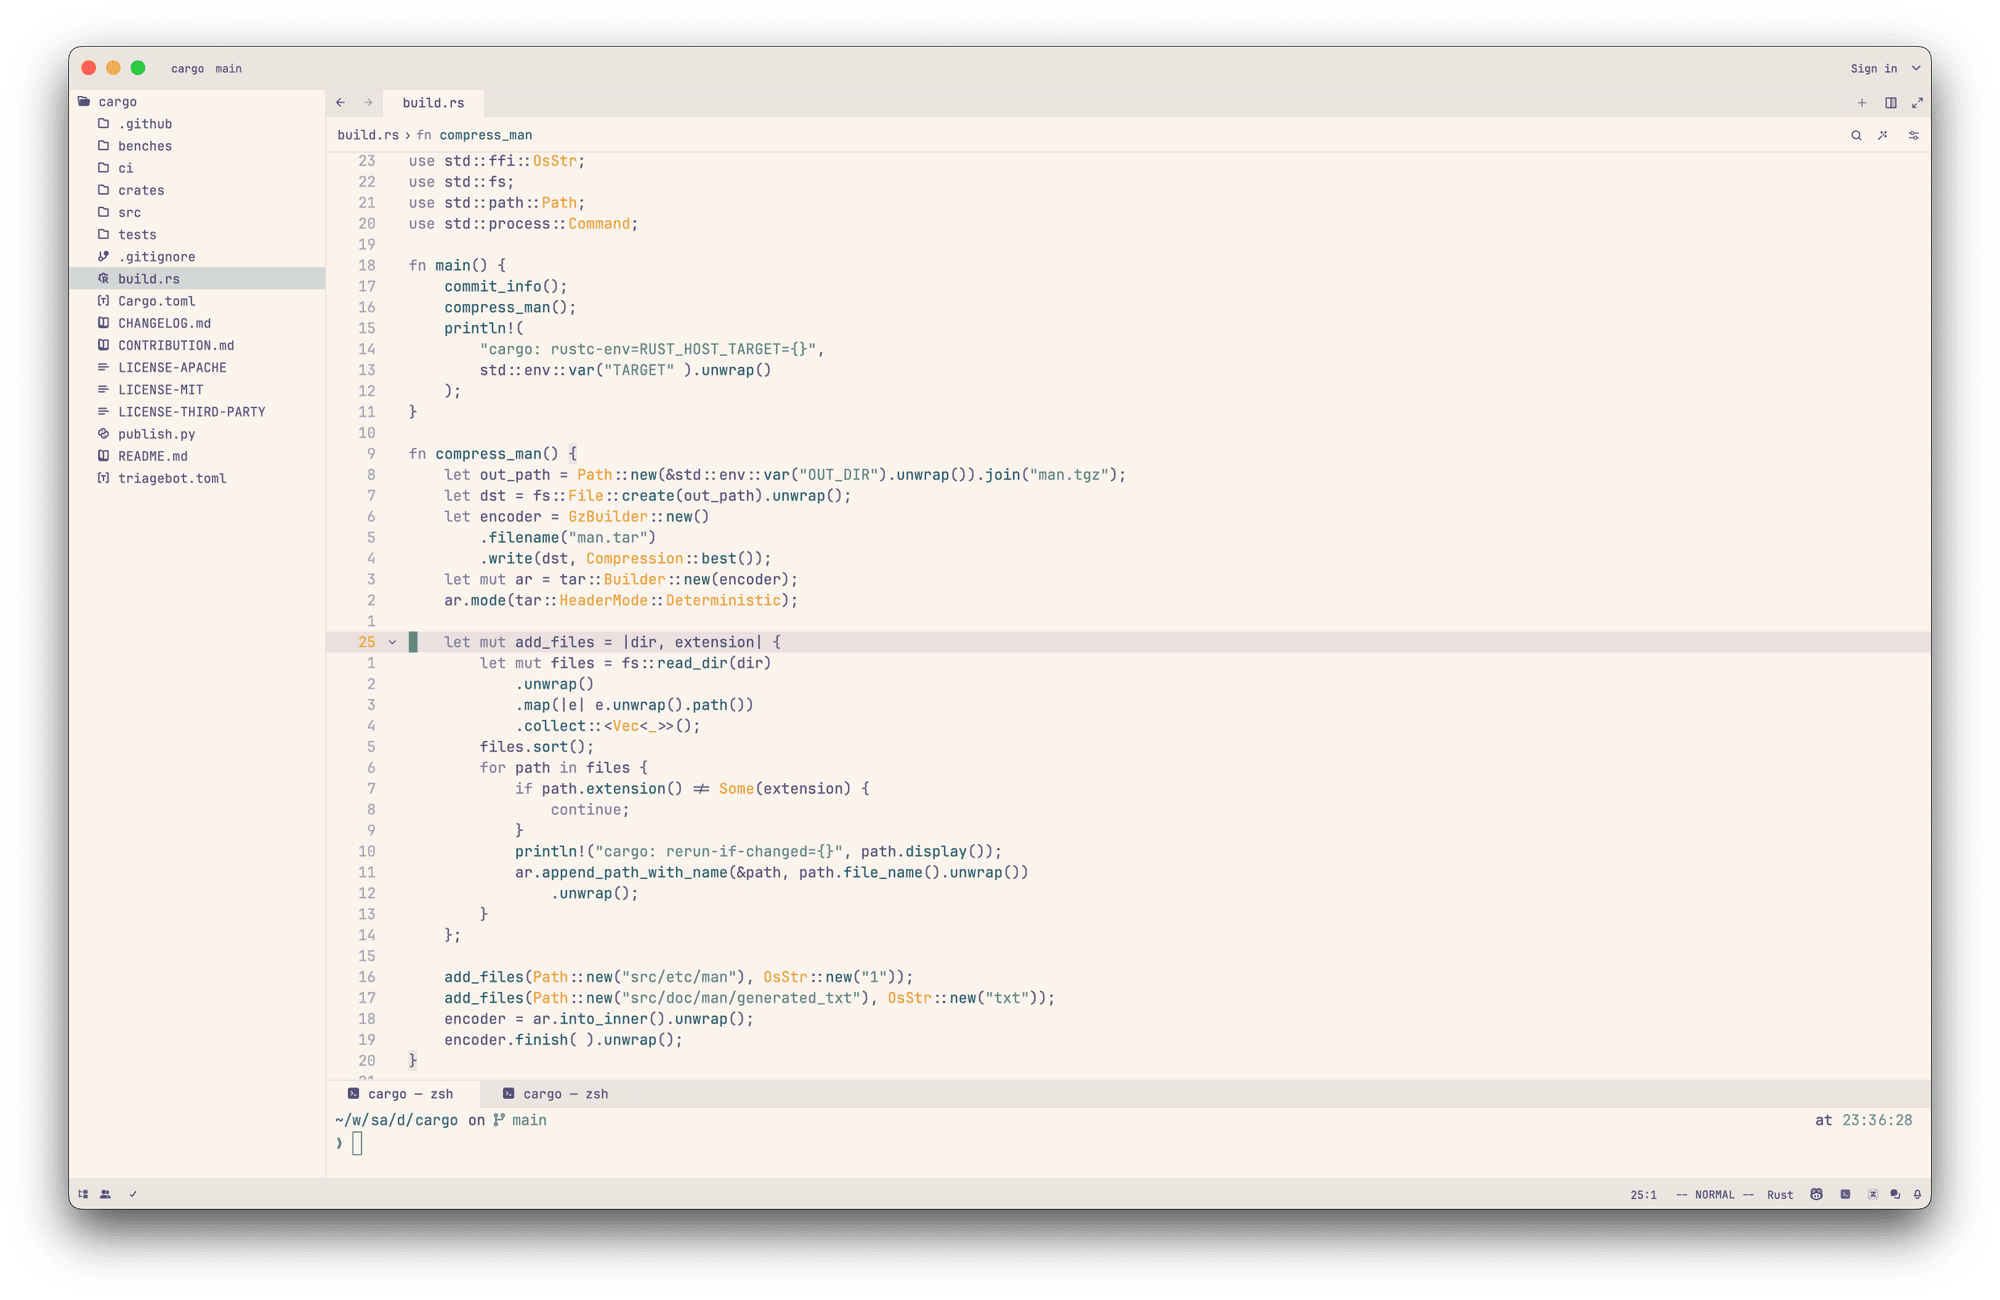 cargo main
Sign in
cargo
.github
benches
ci
crates
src
tests
.gitignore
build.rs
Cargo.toml
CHANGELOG.md
CONTRIBUTION.md
LICENSE-APACHE
LICENSE-MIT
LICENSE-THIRD-PARTY
publish.py
README.md
triagebot.toml
build.rs
build.rs › fn compress_man
23 use std::ffi::OsStr;
22 use std::fs;
21 use std::path::Path;
20 use std::process::Command;
19
18 fn main() {
17     commit_info();
16     compress_man();
15     println!(
14         "cargo: rustc-env=RUST_HOST_TARGET={}",
13         std::env::var("TARGET" ).unwrap()
12     );
11 }
10
9 fn compress_man() {
8     let out_path = Path::new(&std::env::var("OUT_DIR").unwrap()).join("man.tgz");
7     let dst = fs::File::create(out_path).unwrap();
6     let encoder = GzBuilder::new()
5         .filename("man.tar")
4         .write(dst, Compression::best());
3     let mut ar = tar::Builder::new(encoder);
2     ar.mode(tar::HeaderMode::Deterministic);
1
25     let mut add_files = |dir, extension| {
1         let mut files = fs::read_dir(dir)
2             .unwrap()
3             .map(|e| e.unwrap().path())
4             .collect::<Vec<_>>();
5         files.sort();
6         for path in files {
7             if path.extension() != Some(extension) {
8                 continue;
9             }
10             println!("cargo: rerun-if-changed={}", path.display());
11             ar.append_path_with_name(&path, path.file_name().unwrap())
12                 .unwrap();
13         }
14     };
15
16     add_files(Path::new("src/etc/man"), OsStr::new("1"));
17     add_files(Path::new("src/doc/man/generated_txt"), OsStr::new("txt"));
18     encoder = ar.into_inner().unwrap();
19     encoder.finish( ).unwrap();
20 }
21
cargo — zsh
cargo — zsh
~/w/sa/d/cargo on main
at 23:36:28
❯
25:1 -- NORMAL -- Rust